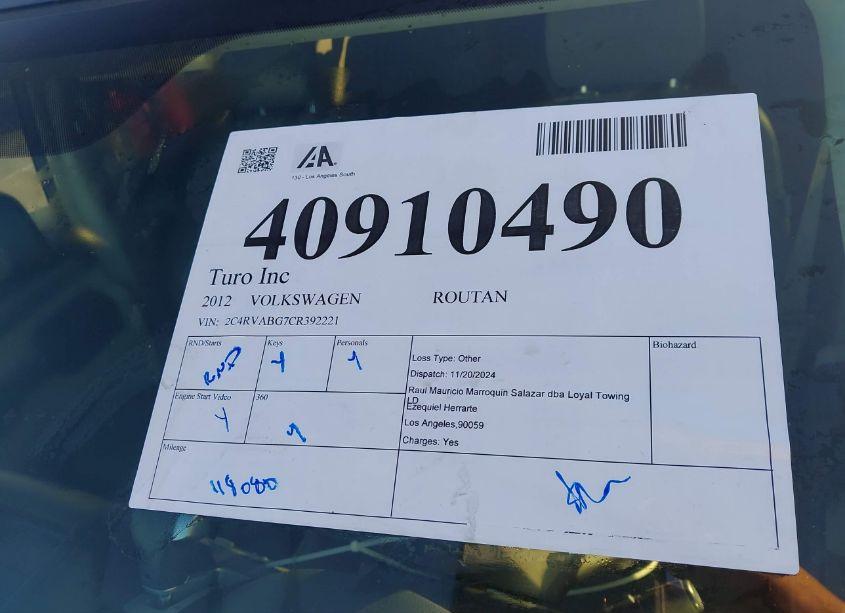 IAA
130 - Los Angeles South
40910490
Turo Inc
2012 VOLKSWAGEN ROUTAN
VIN: 2C4RVABG7CR392221
RND/Starts Keys Personals Loss Type: Other Biohazard
RND Y Dispatch: 11/20/2024
Raul Mauricio Marroquin Salazar dba Loyal Towing
LD
Engine Start Video 360 Ezequiel Herrarte
Y Los Angeles,90059
Charges: Yes
Mileage